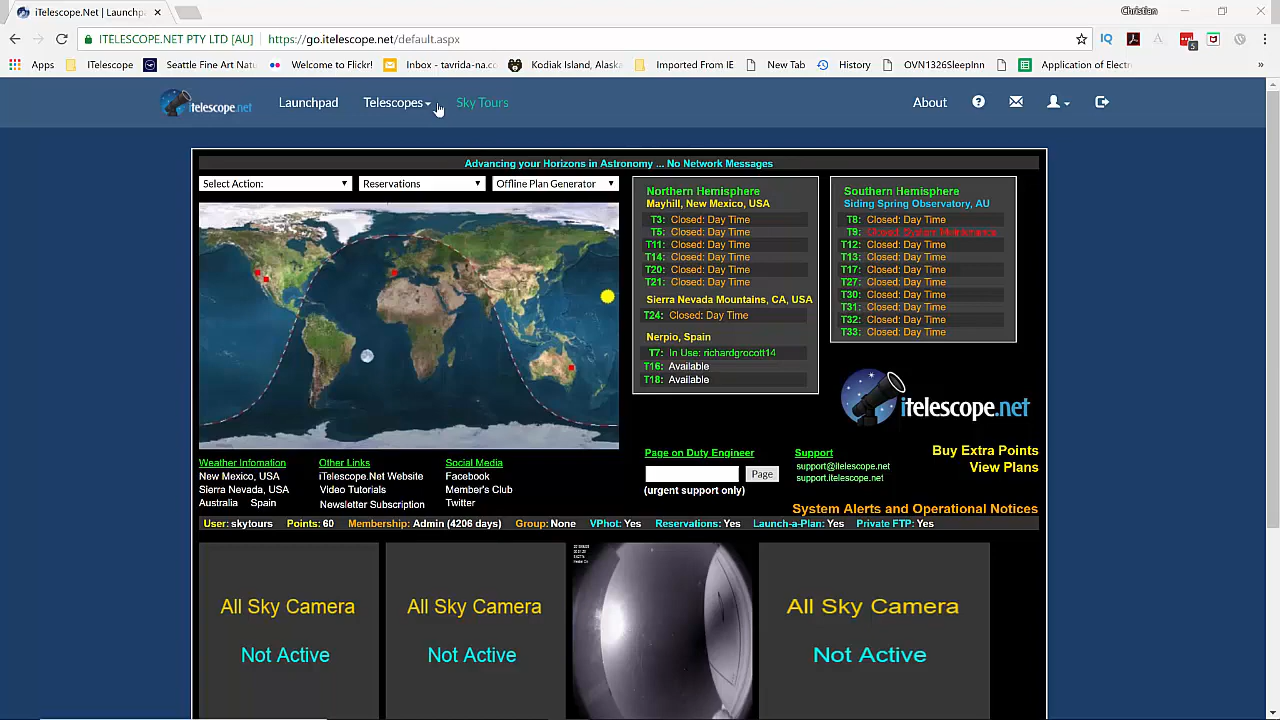 iTelescope.net | Launchp
Christian
ITELESCOPE.NET PTY LTD [AU] https://go.itelescope.net/default.aspx
5
Apps ITelescope Seattle Fine Art Natu Welcome to Flickr! Inbox - tavrida-na.co Kodiak Island, Alaska Imported From IE New Tab History OVN1326SleepInn Application of Electr »
itelescope.net Launchpad Telescopes Sky Tours About
Advancing your Horizons in Astronomy ... No Network Messages
Select Action: Reservations Offline Plan Generator
Northern Hemisphere
Mayhill, New Mexico, USA
T3: Closed: Day Time
T5: Closed: Day Time
T11: Closed: Day Time
T14: Closed: Day Time
T20: Closed: Day Time
T21: Closed: Day Time
Sierra Nevada Mountains, CA, USA
T24: Closed: Day Time
Nerpio, Spain
T7: In Use: richardgrocott14
T16: Available
T18: Available
Southern Hemisphere
Siding Spring Observatory, AU
T8: Closed: Day Time
T9: Closed: System Maintenance
T12: Closed: Day Time
T13: Closed: Day Time
T17: Closed: Day Time
T27: Closed: Day Time
T30: Closed: Day Time
T31: Closed: Day Time
T32: Closed: Day Time
T33: Closed: Day Time
itelescope.net
Weather Infomation
New Mexico, USA
Sierra Nevada, USA
Australia Spain
Other Links
iTelescope.Net Website
Video Tutorials
Newsletter Subscription
Social Media
Facebook
Member's Club
Twitter
Page on Duty Engineer
Page
(urgent support only)
Support
support@itelescope.net
support.itelescope.net
Buy Extra Points
View Plans
System Alerts and Operational Notices
User: skytours Points: 60 Membership: Admin (4206 days) Group: None VPhot: Yes Reservations: Yes Launch-a-Plan: Yes Private FTP: Yes
All Sky Camera
Not Active
All Sky Camera
Not Active
All Sky Camera
Not Active